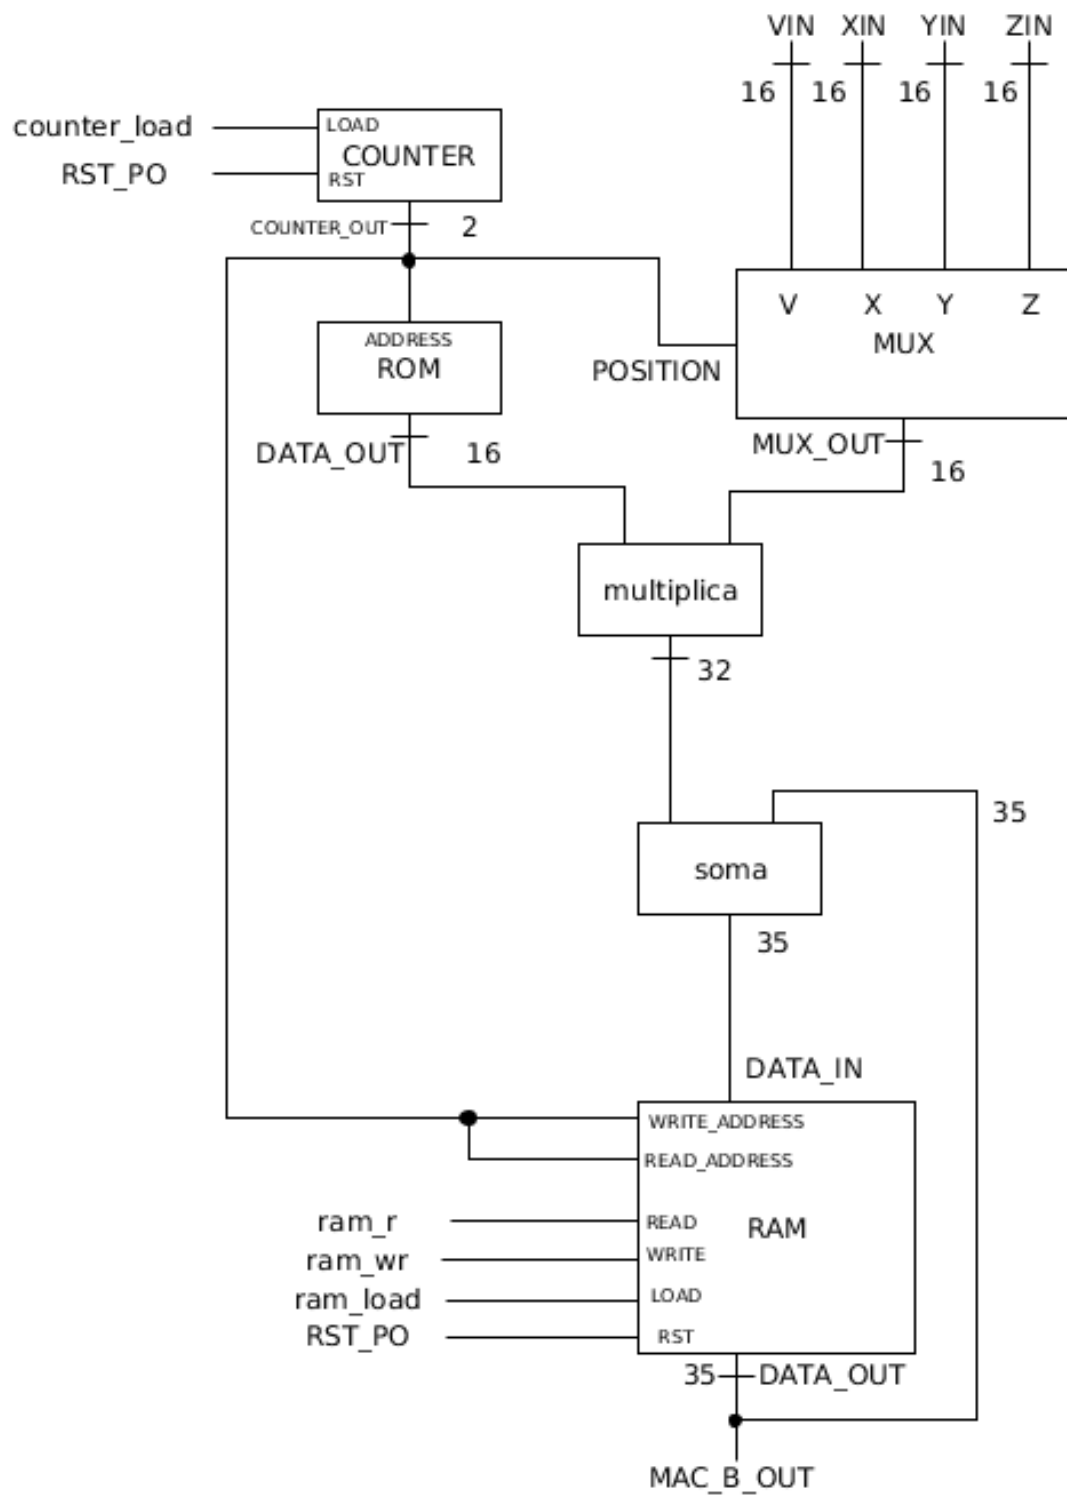 VIN XIN YIN ZIN
16 16 16 16
counter_load
LOAD
COUNTER
RST_PO
RST
COUNTER_OUT
2
ADDRESS
ROM
V X Y Z
MUX
POSITION
DATA_OUT
16
MUX_OUT
16
multiplica
32
35
soma
35
DATA_IN
WRITE_ADDRESS
READ_ADDRESS
ram_r
READ
RAM
ram_wr
WRITE
ram_load
LOAD
RST_PO
RST
35
DATA_OUT
MAC_B_OUT